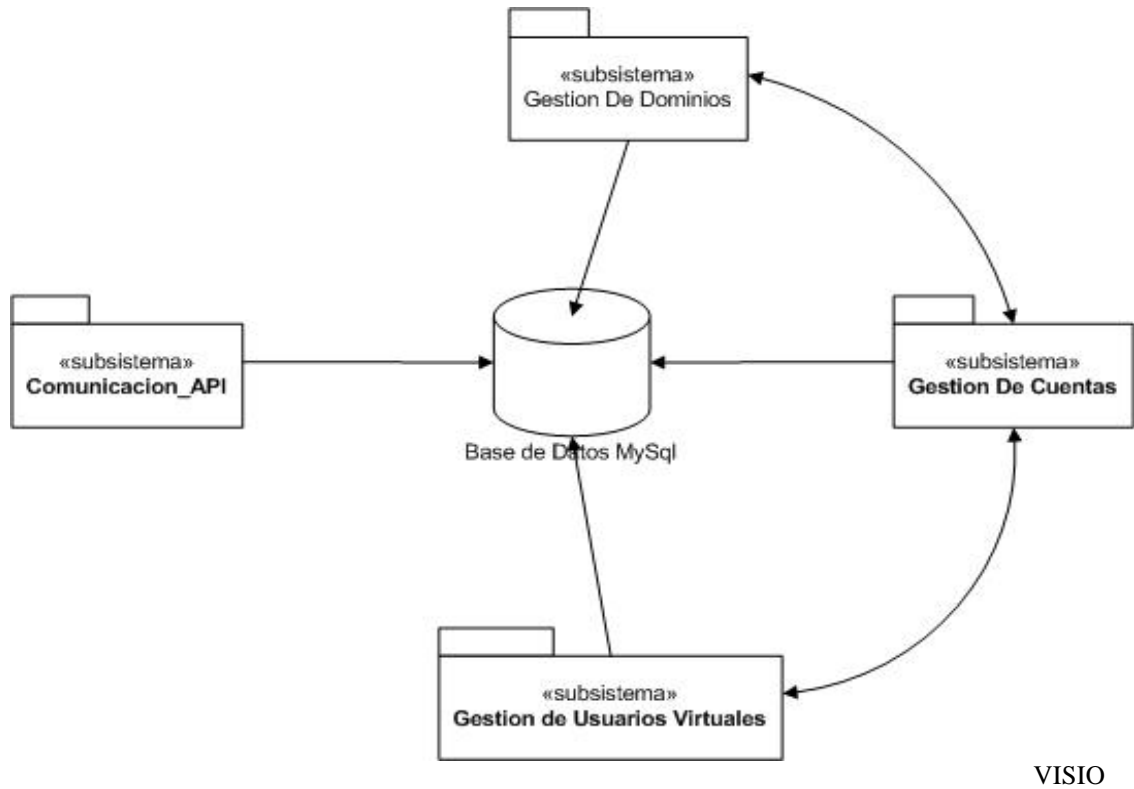 «subsistema»
Gestion De Dominios
«subsistema»
Comunicacion_API
«subsistema»
Gestion De Cuentas
Base de Datos MySql
«subsistema»
Gestion de Usuarios Virtuales
VISIO